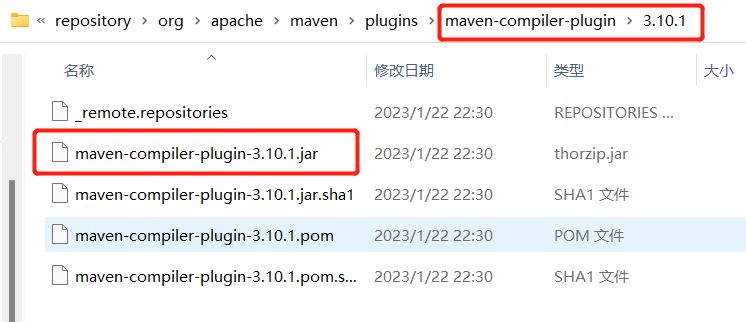 « repository > org > apache > maven > plugins > maven-compiler-plugin > 3.10.1 >
名称 修改日期 类型 大小
_remote.repositories 2023/1/22 22:30 REPOSITORIES ...
maven-compiler-plugin-3.10.1.jar 2023/1/22 22:30 thorzip.jar
maven-compiler-plugin-3.10.1.jar.sha1 2023/1/22 22:30 SHA1 文件
maven-compiler-plugin-3.10.1.pom 2023/1/22 22:30 POM 文件
maven-compiler-plugin-3.10.1.pom.s... 2023/1/22 22:30 SHA1 文件